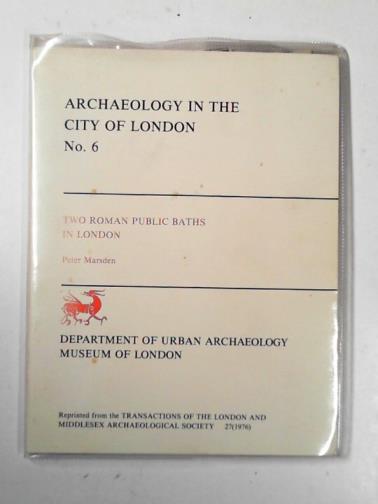 ARCHAEOLOGY IN THE
CITY OF LONDON
No. 6
TWO ROMAN PUBLIC BATHS
IN LONDON
Peter Marsden
DEPARTMENT OF URBAN ARCHAEOLOGY
MUSEUM OF LONDON
Reprinted from the TRANSACTIONS OF THE LONDON AND
MIDDLESEX ARCHAEOLOGICAL SOCIETY 27(1976)